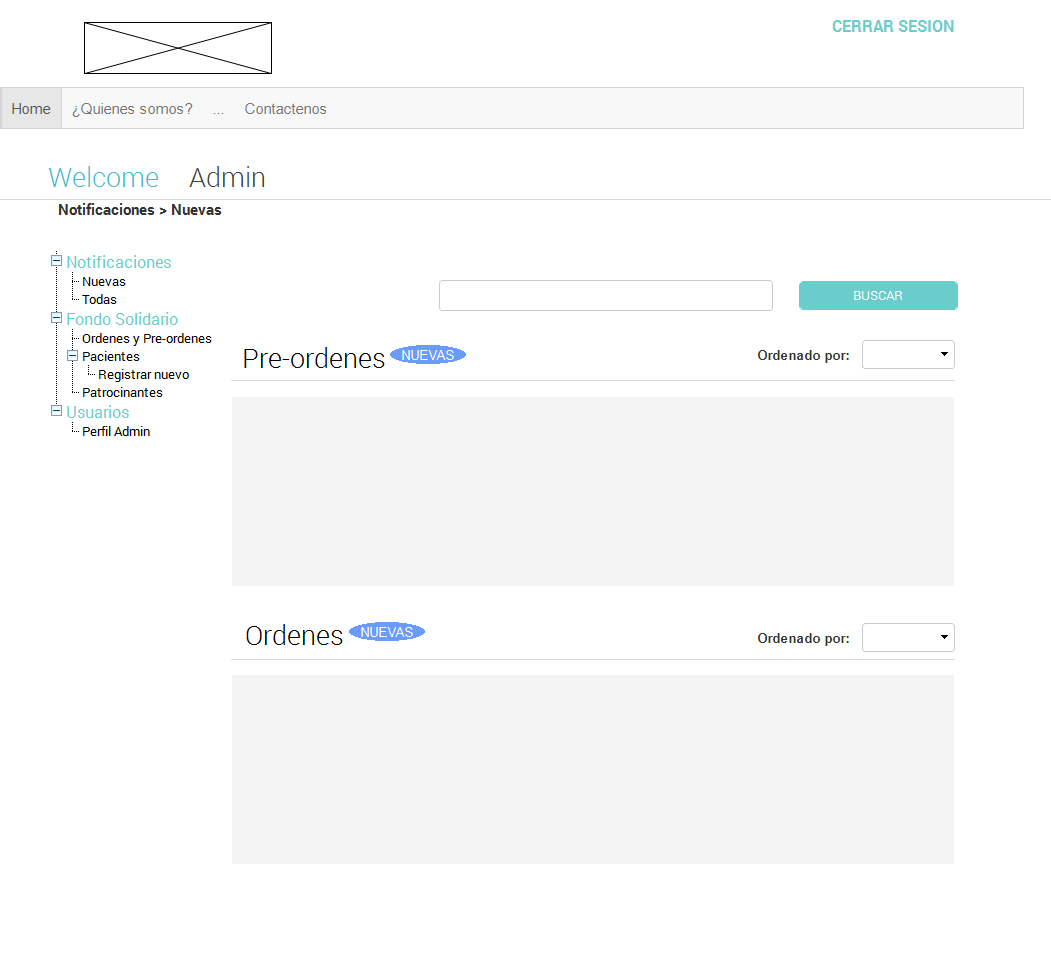 CERRAR SESION
Home ¿Quienes somos? ... Contactenos
Welcome Admin
Notificaciones > Nuevas
Notificaciones
Nuevas
Todas
Fondo Solidario
Ordenes y Pre-ordenes
Pacientes
Registrar nuevo
Patrocinantes
Usuarios
Perfil Admin
BUSCAR
Pre-ordenes NUEVAS Ordenado por:
Ordenes NUEVAS Ordenado por: